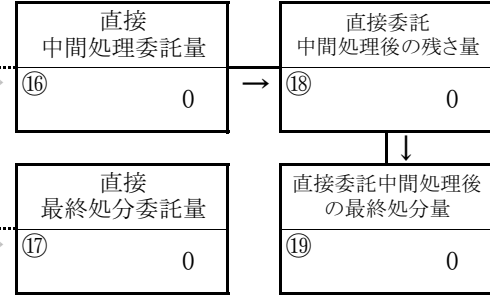 直接
中間処理委託量
⑯
0
→
直接委託
中間処理後の残さ量
⑱
0
↓
直接
最終処分委託量
⑰
0
直接委託中間処理後
の最終処分量
⑲
0